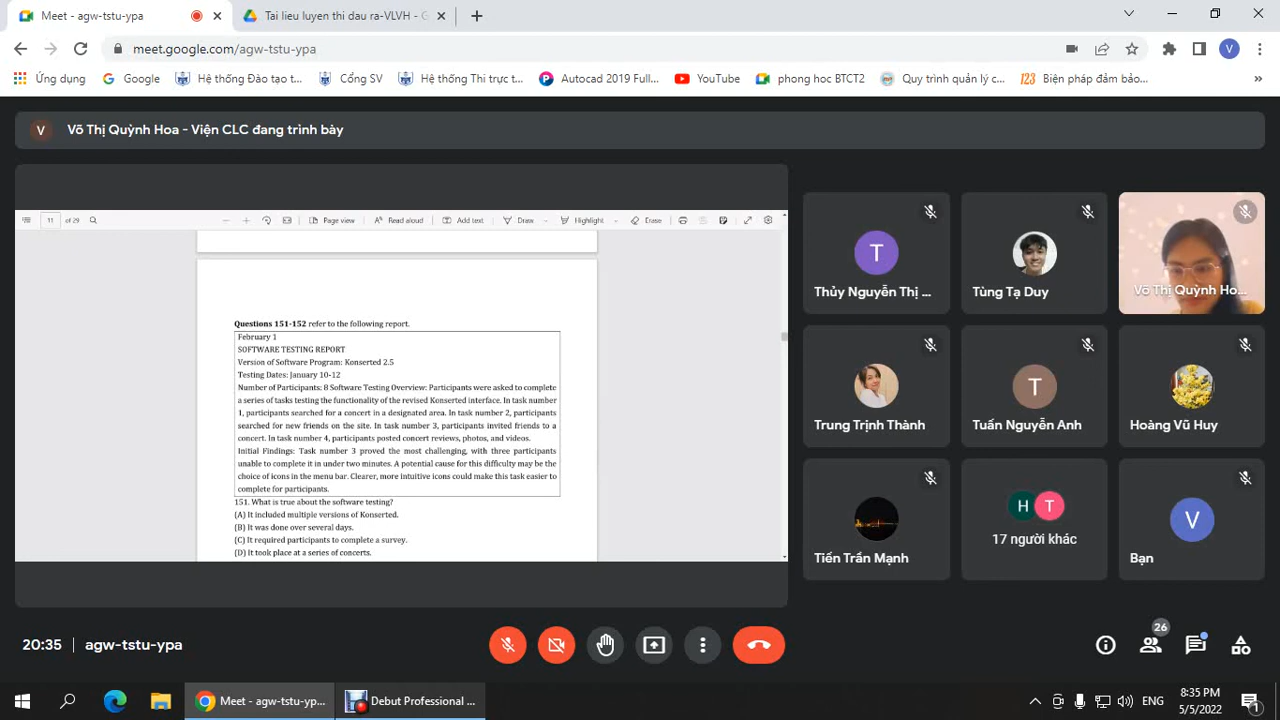 Meet - agw-tstu-ypa
Tai lieu luyen thi dau ra-VLVH - G
meet.google.com/agw-tstu-ypa
V
Ứng dụng
Google
Hệ thống Đào tạo t...
Cổng SV
Hệ thống Thi trực t...
Autocad 2019 Full...
YouTube
phong hoc BTCT2
Quy trình quản lý c...
123
Biện pháp đảm bảo...
V
Võ Thị Quỳnh Hoa - Viện CLC đang trình bày
11
of 29
Page view
Read aloud
Add text
Draw
Highlight
Erase
Questions 151-152 refer to the following report.
February 1
SOFTWARE TESTING REPORT
Version of Software Program: Konserted 2.5
Testing Dates: January 10-12
Number of Participants: 8 Software Testing Overview: Participants were asked to complete
a series of tasks testing the functionality of the revised Konserted interface. In task number
1, participants searched for a concert in a designated area. In task number 2, participants
searched for new friends on the site. In task number 3, participants invited friends to a
concert. In task number 4, participants posted concert reviews, photos, and videos.
Initial Findings: Task number 3 proved the most challenging, with three participants
unable to complete it in under two minutes. A potential cause for this difficulty may be the
choice of icons in the menu bar. Clearer, more intuitive icons could make this task easier to
complete for participants.
151. What is true about the software testing?
(A) It included multiple versions of Konserted.
(B) It was done over several days.
(C) It required participants to complete a survey.
(D) It took place at a series of concerts.
T
Thủy Nguyễn Thị ...
Tùng Tạ Duy
Võ Thị Quỳnh Ho...
Trung Trịnh Thành
T
Tuấn Nguyễn Anh
Hoàng Vũ Huy
Tiến Trần Mạnh
H
T
17 người khác
V
Bạn
20:35
agw-tstu-ypa
26
Meet - agw-tstu-yp...
Debut Professional ...
ENG
8:35 PM
5/5/2022
1